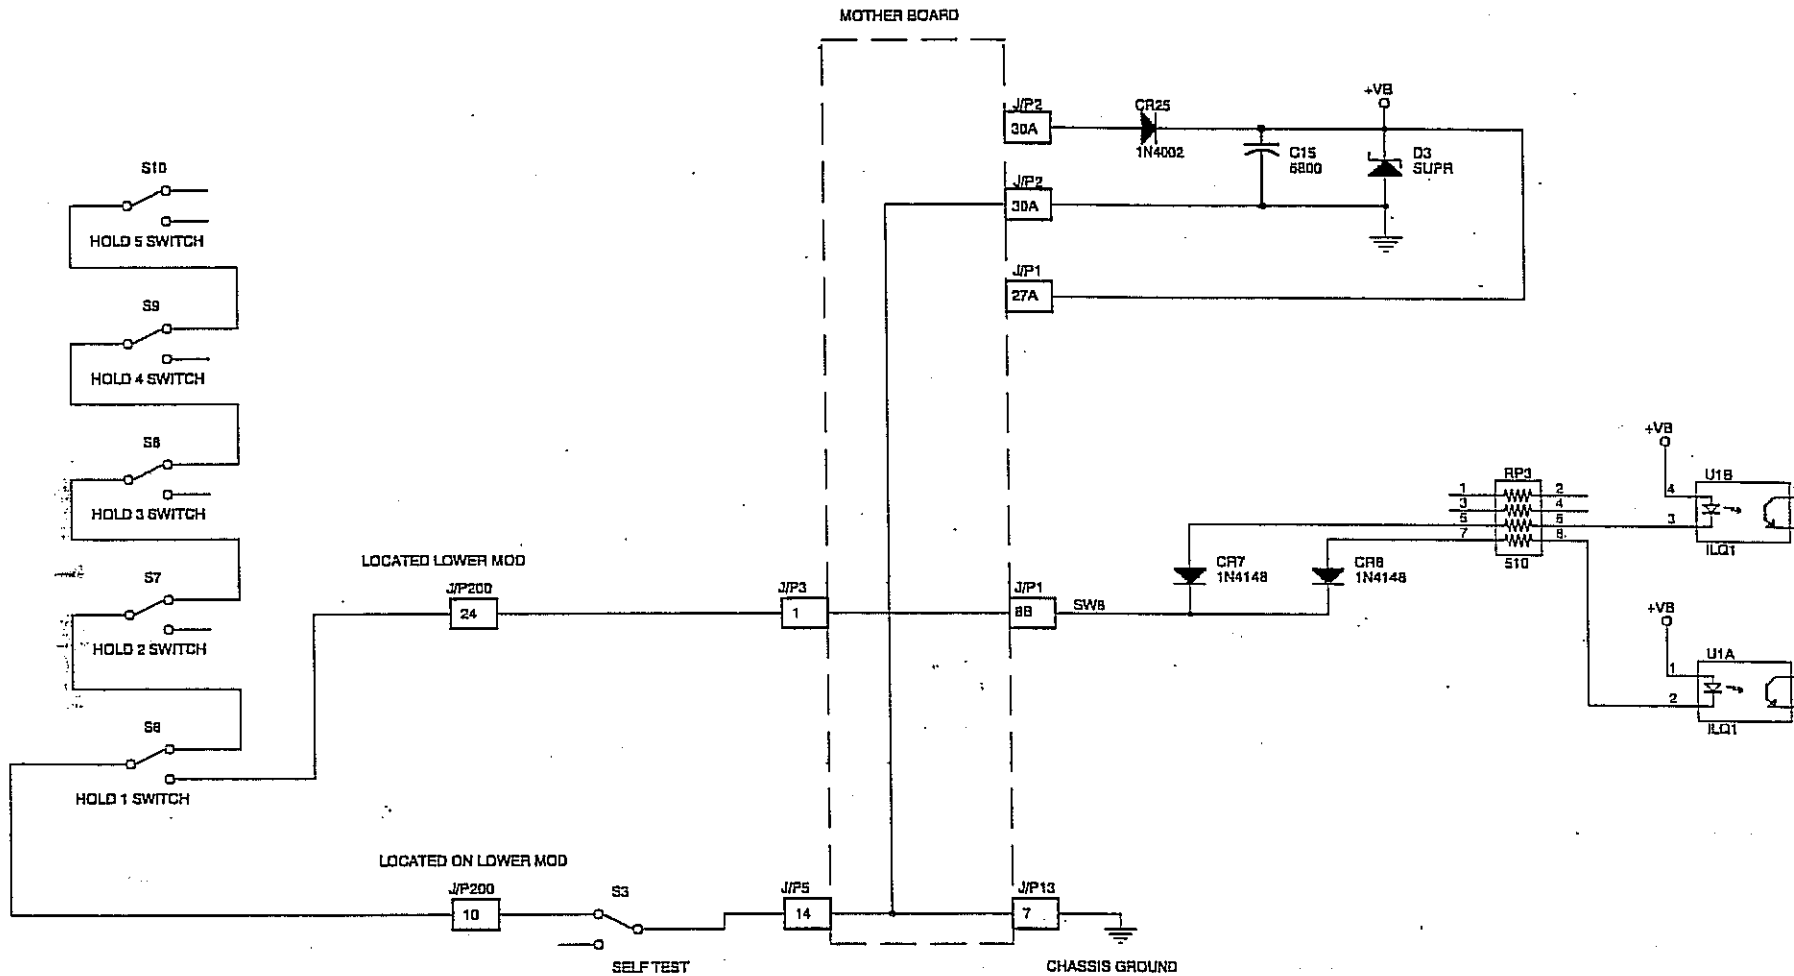 MOTHER BOARD
J/P2
30A
CR25
1N4002
+VB
C15
6800
D3
SUPR
J/P2
30A
J/P1
27A
S10
HOLD 5 SWITCH
S9
HOLD 4 SWITCH
S8
HOLD 3 SWITCH
S7
HOLD 2 SWITCH
S6
HOLD 1 SWITCH
LOCATED LOWER MOD
J/P200
24
J/P3
1
J/P1
8B
SW6
CR7
1N4148
CR8
1N4148
RP3
1 2
3 4
5 6
7 8
510
+VB
U1B
4
3
ILQ1
+VB
U1A
1
2
ILQ1
LOCATED ON LOWER MOD
J/P200
10
S3
SELF TEST
J/P5
14
J/P13
7
CHASSIS GROUND